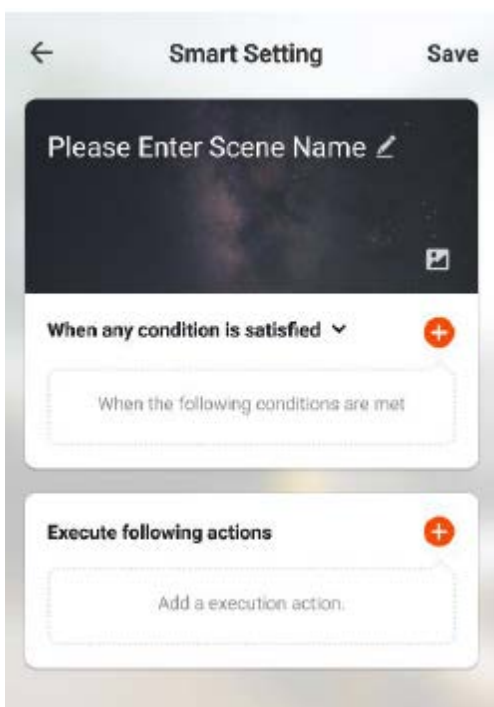 Smart Setting Save
Please Enter Scene Name
When any condition is satisfied
When the following conditions are met
Execute following actions
Add a execution action.